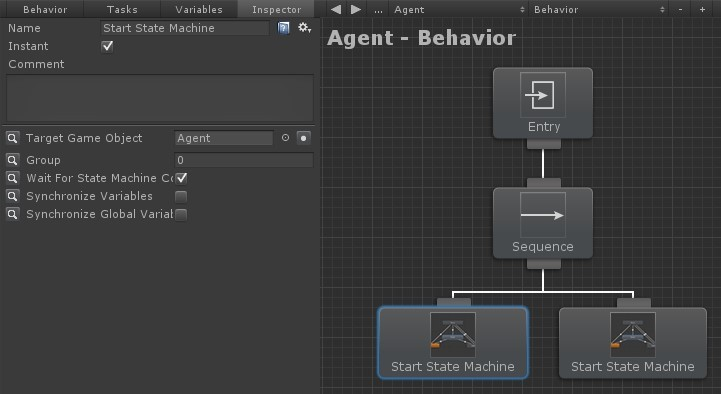 Behavior Tasks Variables Inspector
Name Start State Machine
Instant
Comment
Target Game Object Agent
Group 0
Wait For State Machine Co
Synchronize Variables
Synchronize Global Variab
... Agent Behavior - +
Agent - Behavior
Entry
Sequence
Start State Machine Start State Machine